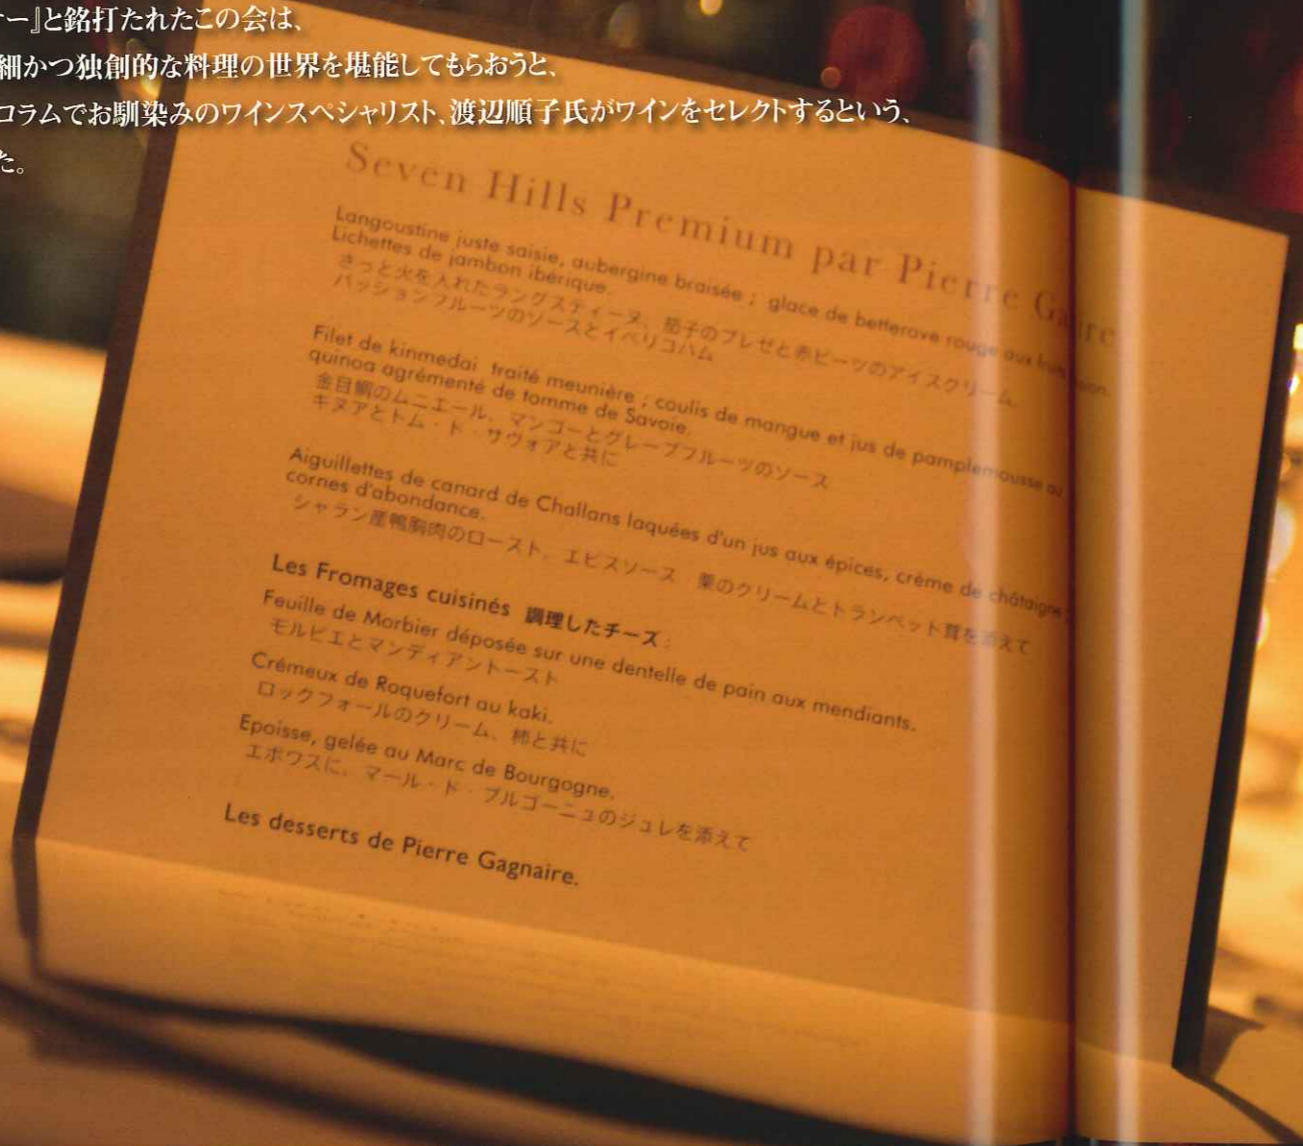 ナー』と銘打たれたこの会は、
細かつ独創的な料理の世界を堪能してもらおうと、
コラムでお馴染みのワインスペシャリスト、渡辺順子氏がワインをセレクトするという、
た。
Seven Hills Premium par Pierre
Langoustine juste saisie, aubergine braisée ; glace de betterave rouge aux
Lichettes de jambon ibérique.
さっと火を入れたラングスティーヌ、茄子のブレゼと赤ビーツのアイスクリーム、
パッションフルーツのソースとイベリコハム
Filet de kinmedai traité meunière ; coulis de mangue et jus de pamplemousse au
quinoa agrémenté de tomme de Savoie.
金目鯛のムニエール、マンゴーとグレープフルーツのソース
キヌアとトム・ド・サヴォアと共に
Aiguillettes de canard de Challans laquées d'un jus aux épices, crème de châtaigne ;
cornes d'abondance.
シャラン産鴨胸肉のロースト、エピスソース 栗のクリームとトランペット茸を添えて
Les Fromages cuisinés 調理したチーズ :
Feuille de Morbier déposée sur une dentelle de pain aux mendiants.
モルビエとマンディアントースト
Crémeux de Roquefort au kaki.
ロックフォールのクリーム、柿と共に
Epoisse, gelée au Marc de Bourgogne.
エポワスに、マール・ド・ブルゴーニュのジュレを添えて
Les desserts de Pierre Gagnaire.